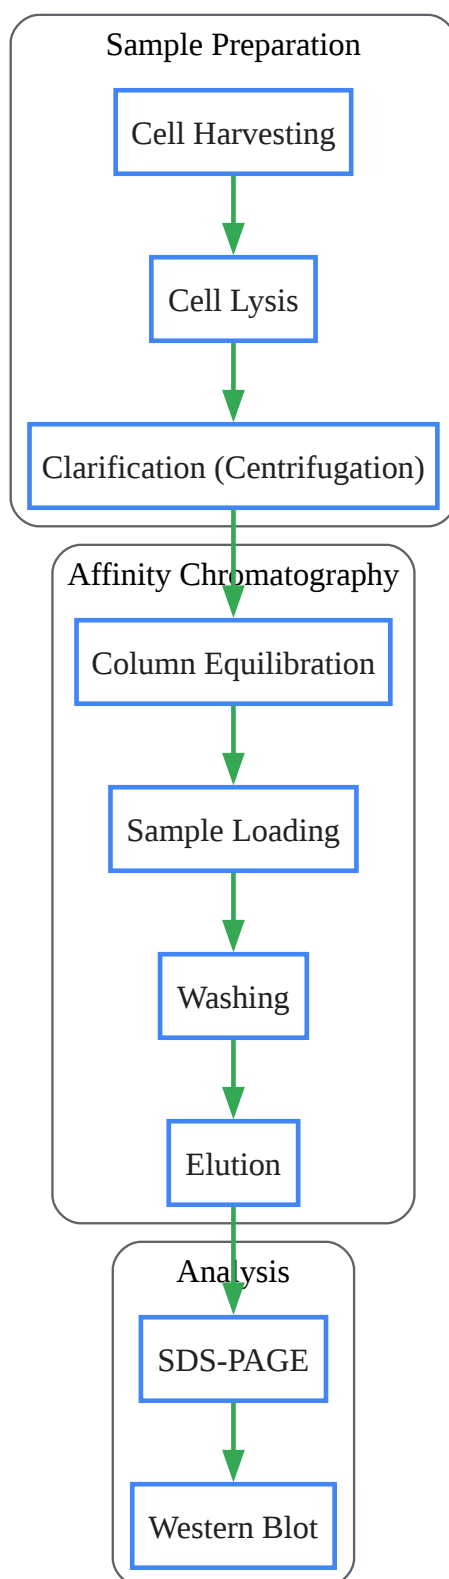 Sample Preparation
Cell Harvesting
Cell Lysis
Clarification (Centrifugation)
Affinity Chromatography
Column Equilibration
Sample Loading
Washing
Elution
Analysis
SDS-PAGE
Western Blot